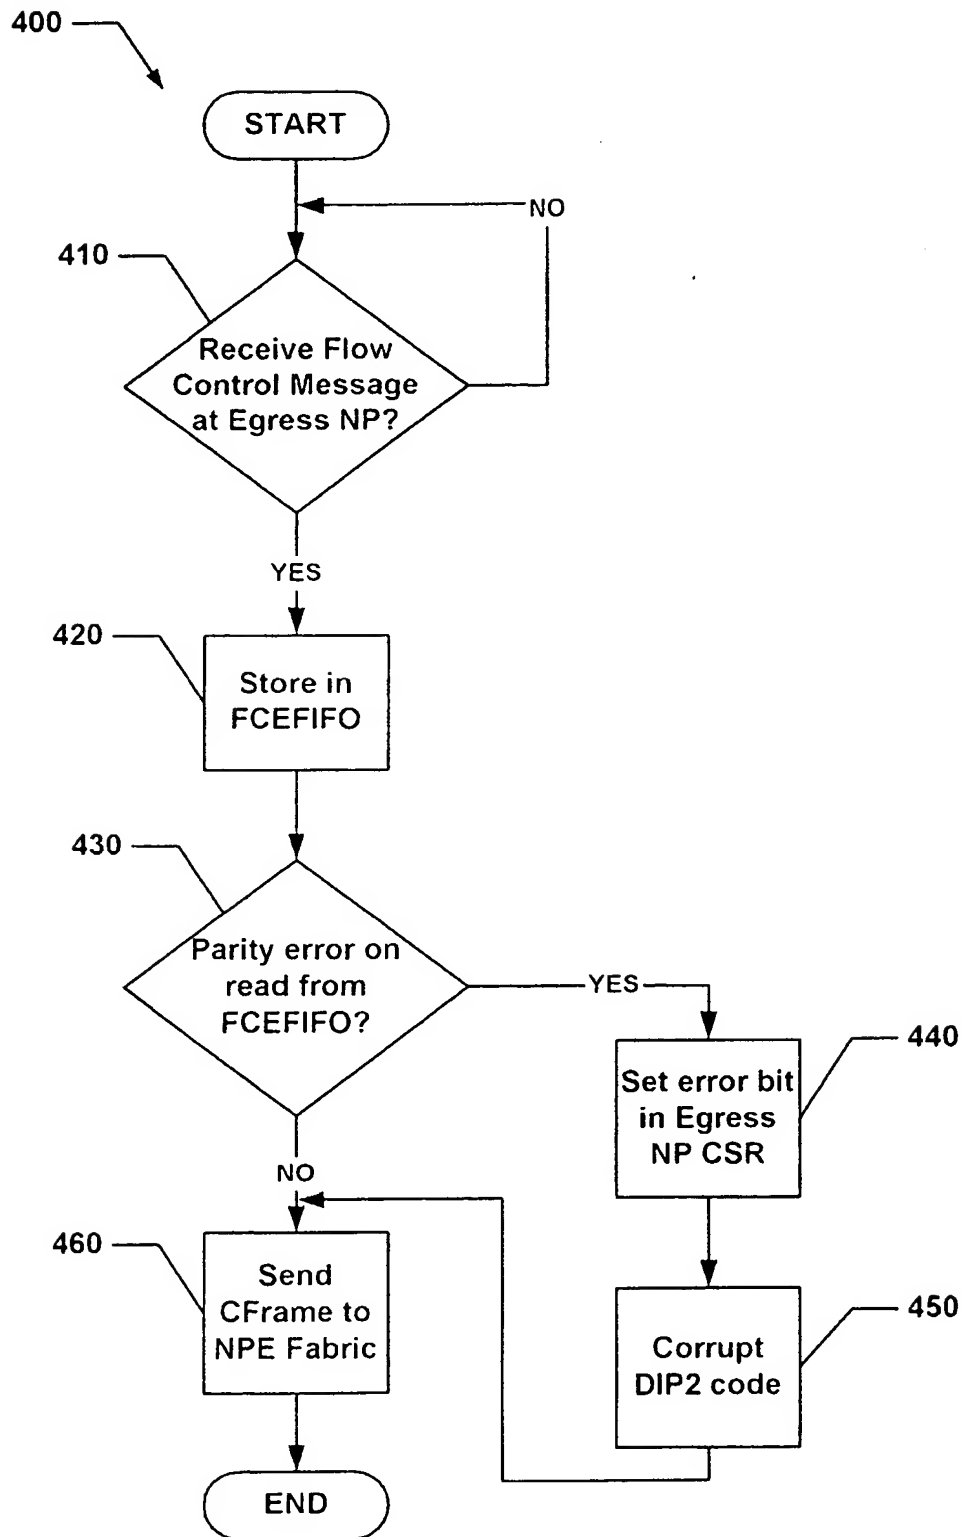 400
START
NO
410
Receive Flow
Control Message
at Egress NP?
YES
420
Store in
FCEFIFO
430
Parity error on
read from
FCEFIFO?
YES
440
Set error bit
in Egress
NP CSR
NO
460
Send
CFrame to
NPE Fabric
450
Corrupt
DIP2 code
END